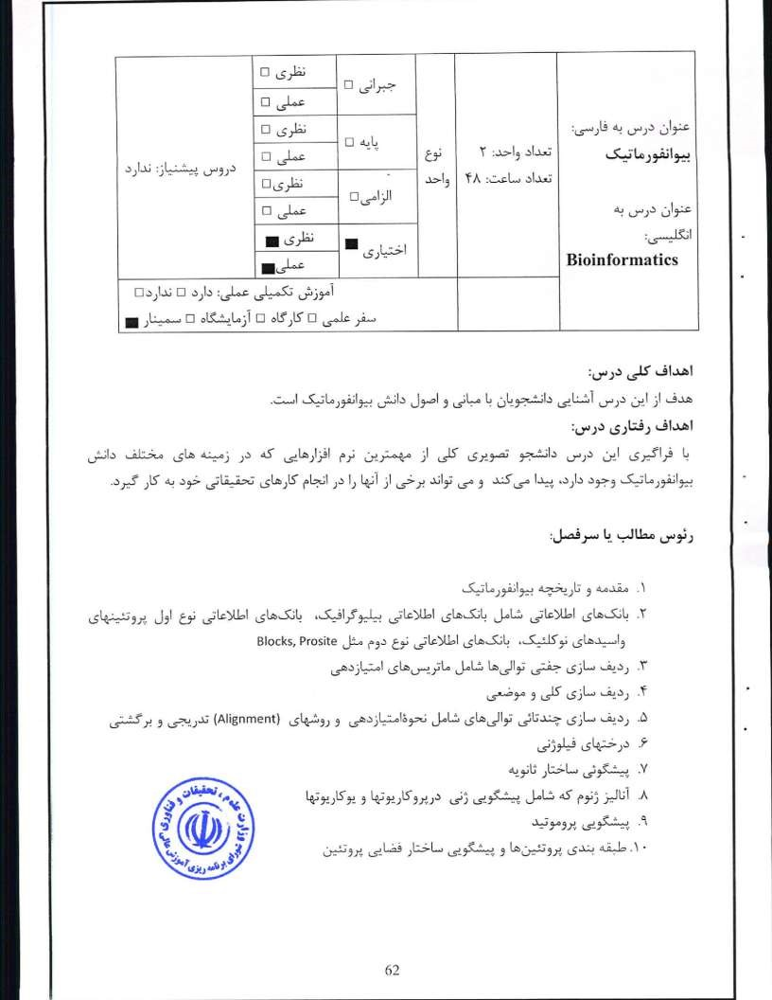 عنوان درس به فارسی:
بیوانفورماتیک
عنوان درس به
انگلیسی:
Bioinformatics
تعداد واحد: ۲
تعداد ساعت: ۴۸
نوع
واحد
جبرانی □
نظری □
عملی □
پایه □
نظری □
عملی □
الزامی□
نظری□
عملی □
اختیاری ■
نظری ■
عملی■
دروس پیشنیاز: ندارد
آموزش تکمیلی عملی: دارد □ ندارد□
سفر علمی □ کارگاه □ آزمایشگاه □ سمینار ■
اهداف کلی درس:
هدف از این درس آشنایی دانشجویان با مبانی و اصول دانش بیوانفورماتیک است.
اهداف رفتاری درس:
با فراگیری این درس دانشجو تصویری کلی از مهمترین نرم افزارهایی که در زمینه های مختلف دانش
بیوانفورماتیک وجود دارد، پیدا می‌کند و می تواند برخی از آنها را در انجام کارهای تحقیقاتی خود به کار گیرد.
رئوس مطالب یا سرفصل:
۱. مقدمه و تاریخچه بیوانفورماتیک
۲. بانک‌های اطلاعاتی شامل بانک‌های اطلاعاتی بیلیوگرافیک، بانک‌های اطلاعاتی نوع اول پروتئینهای
واسیدهای نوکلئیک، بانک‌های اطلاعاتی نوع دوم مثل Blocks, Prosite
۳. ردیف سازی جفتی توالی‌ها شامل ماتریس‌های امتیازدهی
۴. ردیف سازی کلی و موضعی
۵. ردیف سازی چندتائی توالی‌های شامل نحوۀامتیازدهی و روشهای (Alignment) تدریجی و برگشتی
۶. درختهای فیلوژنی
۷. پیشگوئی ساختار ثانویه
۸. آنالیز ژنوم که شامل پیشگویی ژنی درپروکاریوتها و یوکاریوتها
۹. پیشگویی پروموتید
۱۰. طبقه بندی پروتئین‌ها و پیشگویی ساختار فضایی پروتئین
وزارت علوم، تحقیقات و فناوری
شورای برنامه ریزی آموزش عالی
62